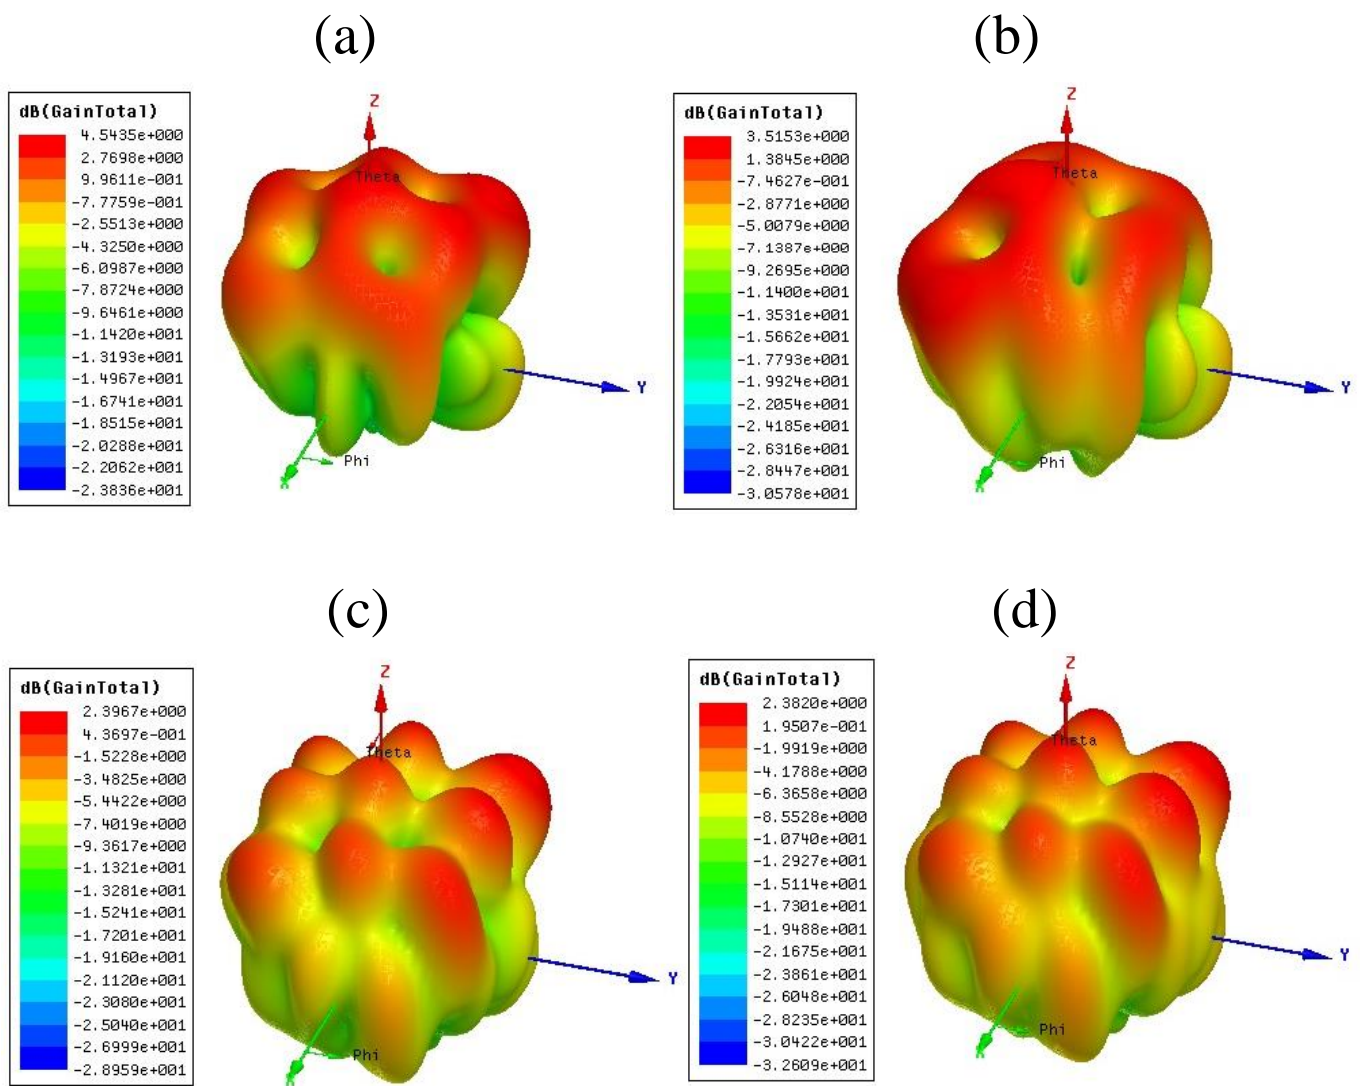 (a)
dB(GainTotal)
4.5435e+000
2.7698e+000
9.9611e-001
-7.7759e-001
-2.5513e+000
-4.3250e+000
-6.0987e+000
-7.8724e+000
-9.6461e+000
-1.1420e+001
-1.3193e+001
-1.4967e+001
-1.6741e+001
-1.8515e+001
-2.0288e+001
-2.2062e+001
-2.3836e+001
Z
Theta
Y
Phi
X
(b)
dB(GainTotal)
3.5153e+000
1.3845e+000
-7.4627e-001
-2.8771e+000
-5.0079e+000
-7.1387e+000
-9.2695e+000
-1.1400e+001
-1.3531e+001
-1.5662e+001
-1.7793e+001
-1.9924e+001
-2.2054e+001
-2.4185e+001
-2.6316e+001
-2.8447e+001
-3.0578e+001
Z
Theta
Y
Phi
X
(c)
dB(GainTotal)
2.3967e+000
4.3697e-001
-1.5228e+000
-3.4825e+000
-5.4422e+000
-7.4019e+000
-9.3617e+000
-1.1321e+001
-1.3281e+001
-1.5241e+001
-1.7201e+001
-1.9160e+001
-2.1120e+001
-2.3080e+001
-2.5040e+001
-2.6999e+001
-2.8959e+001
Z
Theta
Y
Phi
X
(d)
dB(GainTotal)
2.3820e+000
1.9507e-001
-1.9919e+000
-4.1788e+000
-6.3658e+000
-8.5528e+000
-1.0740e+001
-1.2927e+001
-1.5114e+001
-1.7301e+001
-1.9488e+001
-2.1675e+001
-2.3861e+001
-2.6048e+001
-2.8235e+001
-3.0422e+001
-3.2609e+001
Z
Theta
Y
Phi
X